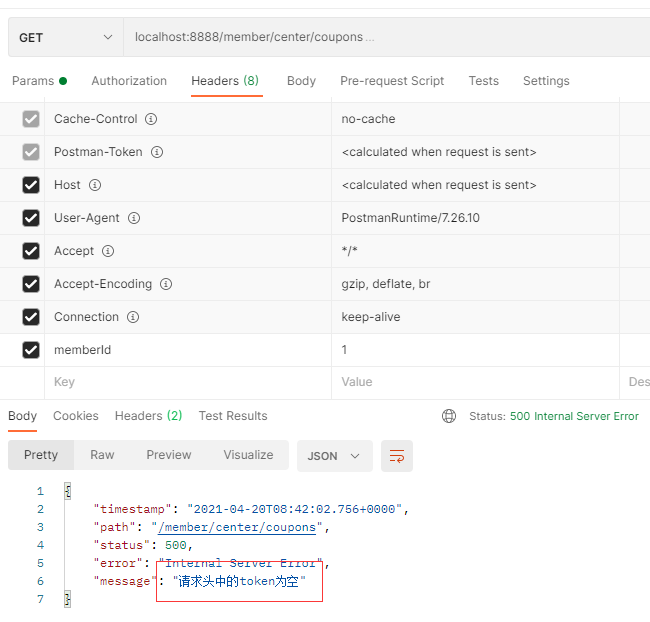 GET localhost:8888/member/center/coupons ...
Params Authorization Headers (8) Body Pre-request Script Tests Settings
Cache-Control no-cache
Postman-Token <calculated when request is sent>
Host <calculated when request is sent>
User-Agent PostmanRuntime/7.26.10
Accept */*
Accept-Encoding gzip, deflate, br
Connection keep-alive
memberId 1
Key Value Des
Body Cookies Headers (2) Test Results Status: 500 Internal Server Error
Pretty Raw Preview Visualize JSON
1 {
2 "timestamp": "2021-04-20T08:42:02.756+0000",
3 "path": "/member/center/coupons",
4 "status": 500,
5 "error": "Internal Server Error",
6 "message": "请求头中的token为空"
7 }